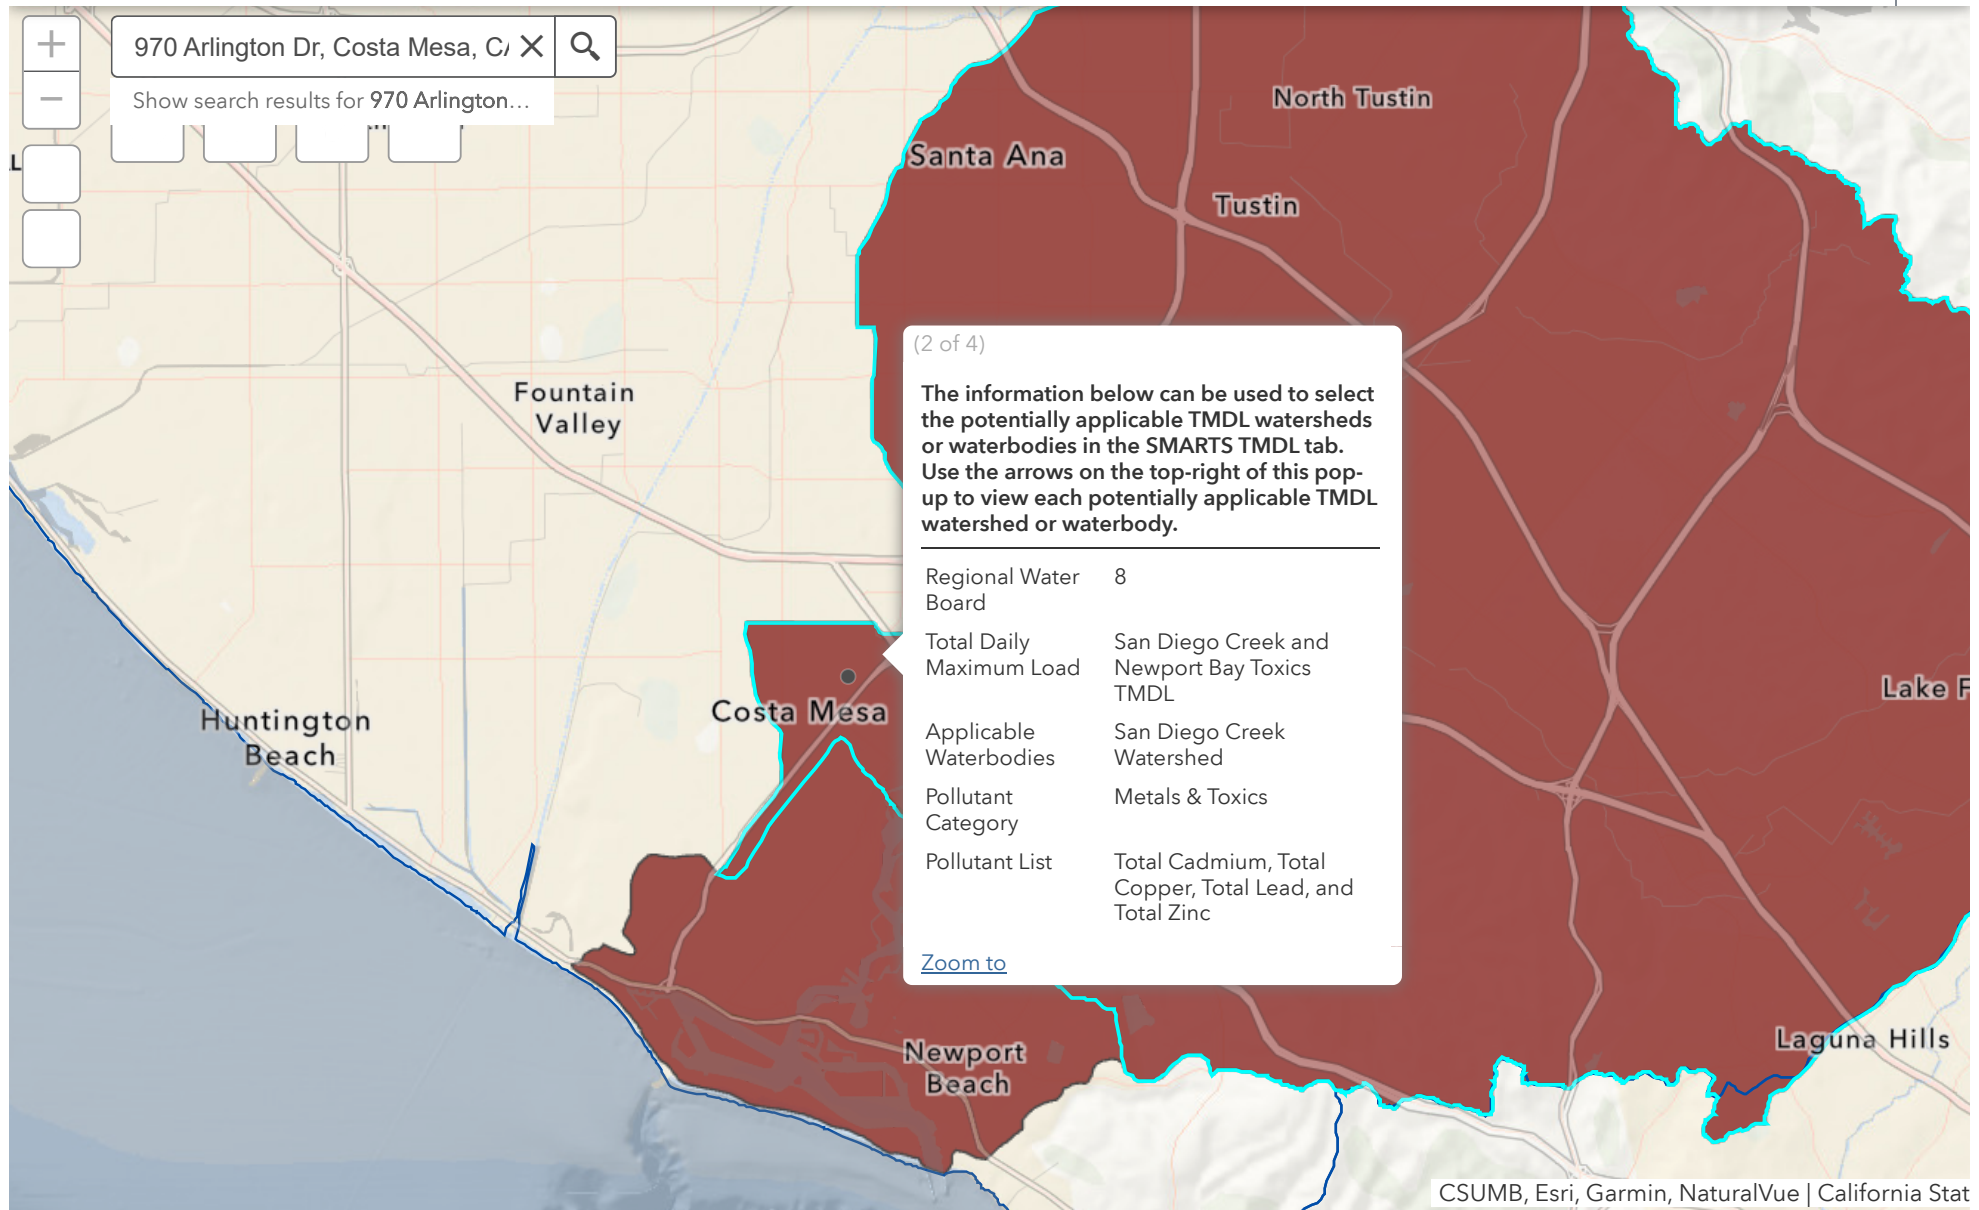 +
970 Arlington Dr, Costa Mesa, CA
Show search results for 970 Arlington...
−
North Tustin
Santa Ana
Tustin
Fountain
Valley
(2 of 4)
The information below can be used to select
the potentially applicable TMDL watersheds
or waterbodies in the SMARTS TMDL tab.
Use the arrows on the top-right of this pop-
up to view each potentially applicable TMDL
watershed or waterbody.
Regional Water
Board
8
Total Daily
Maximum Load
San Diego Creek and
Newport Bay Toxics
TMDL
Applicable
Waterbodies
San Diego Creek
Watershed
Pollutant
Category
Metals & Toxics
Pollutant List
Total Cadmium, Total
Copper, Total Lead, and
Total Zinc
Zoom to
Costa Mesa
Huntington
Beach
Lake F
Newport
Beach
Laguna Hills
CSUMB, Esri, Garmin, NaturalVue | California Stat